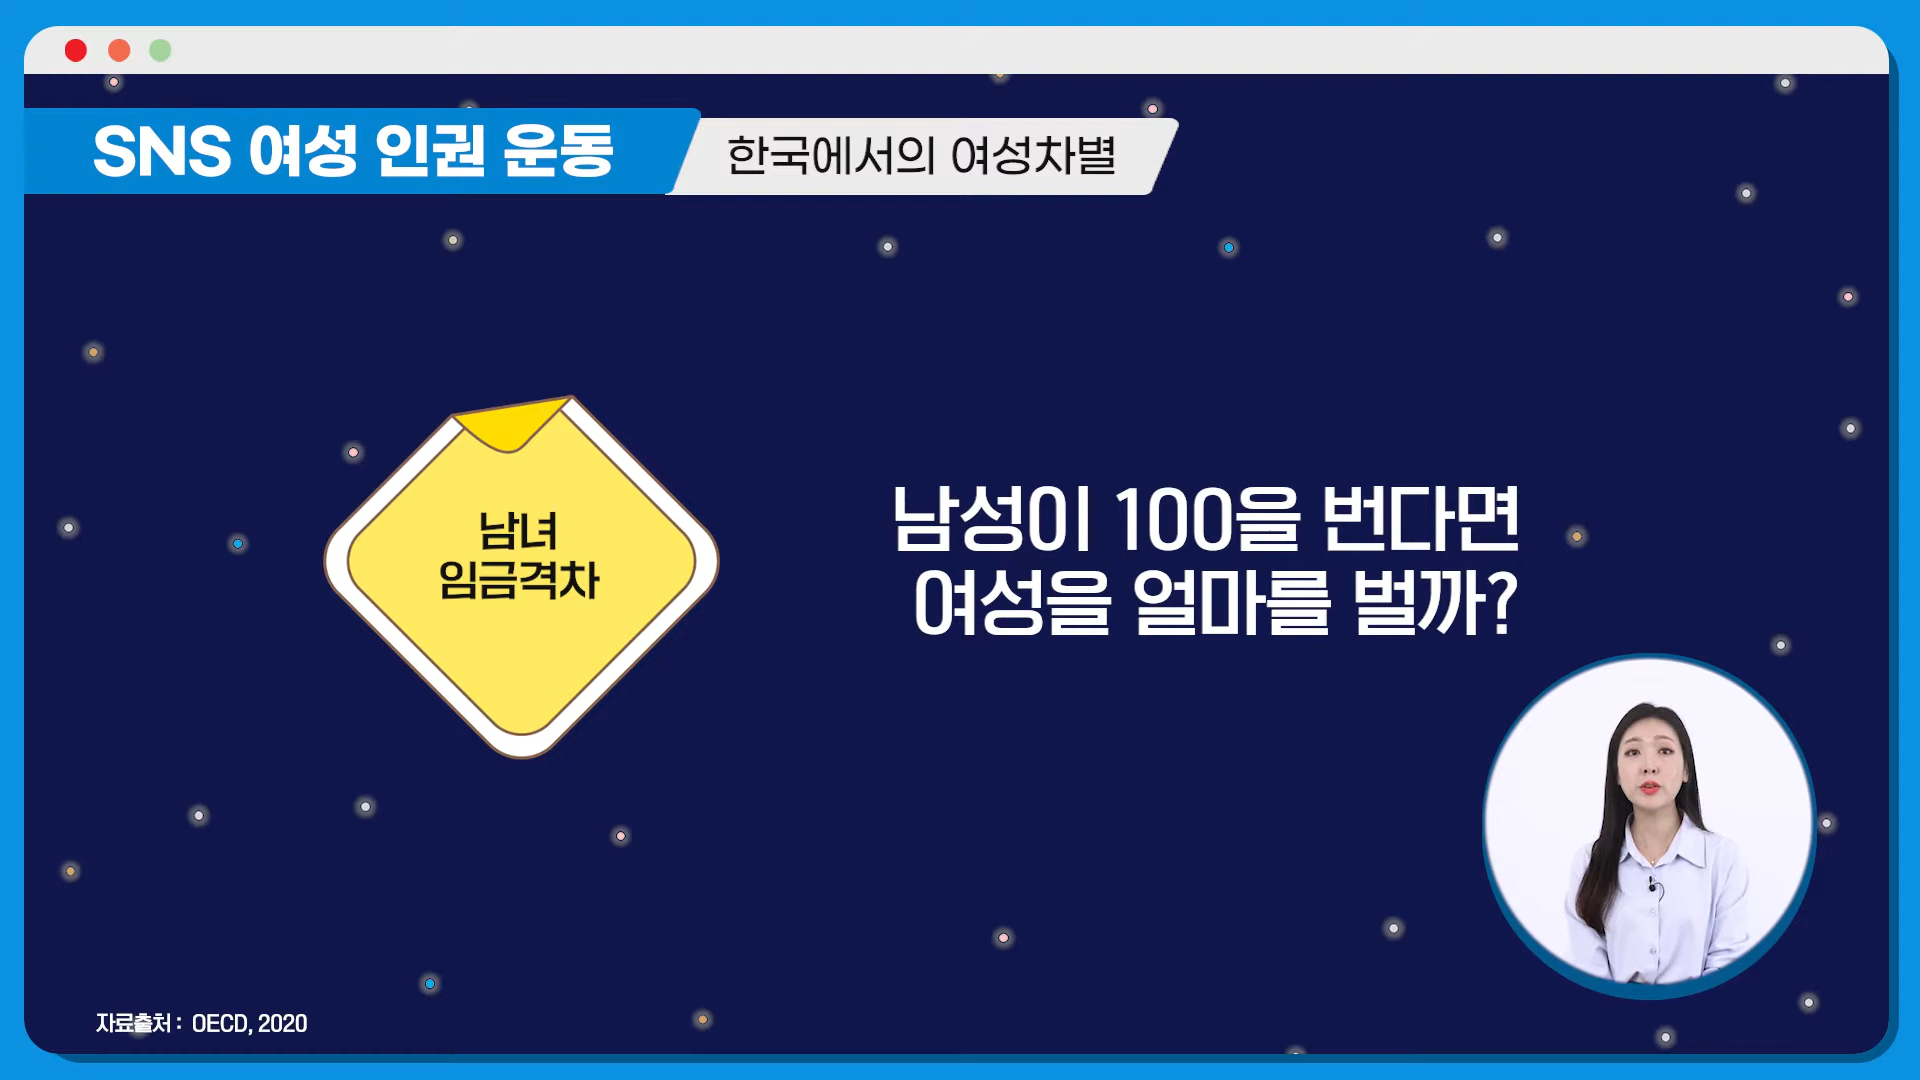 SNS 여성 인권 운동
한국에서의 여성차별
남녀
임금격차
남성이 100을 번다면
여성을 얼마를 벌까?
자료출처 : OECD, 2020